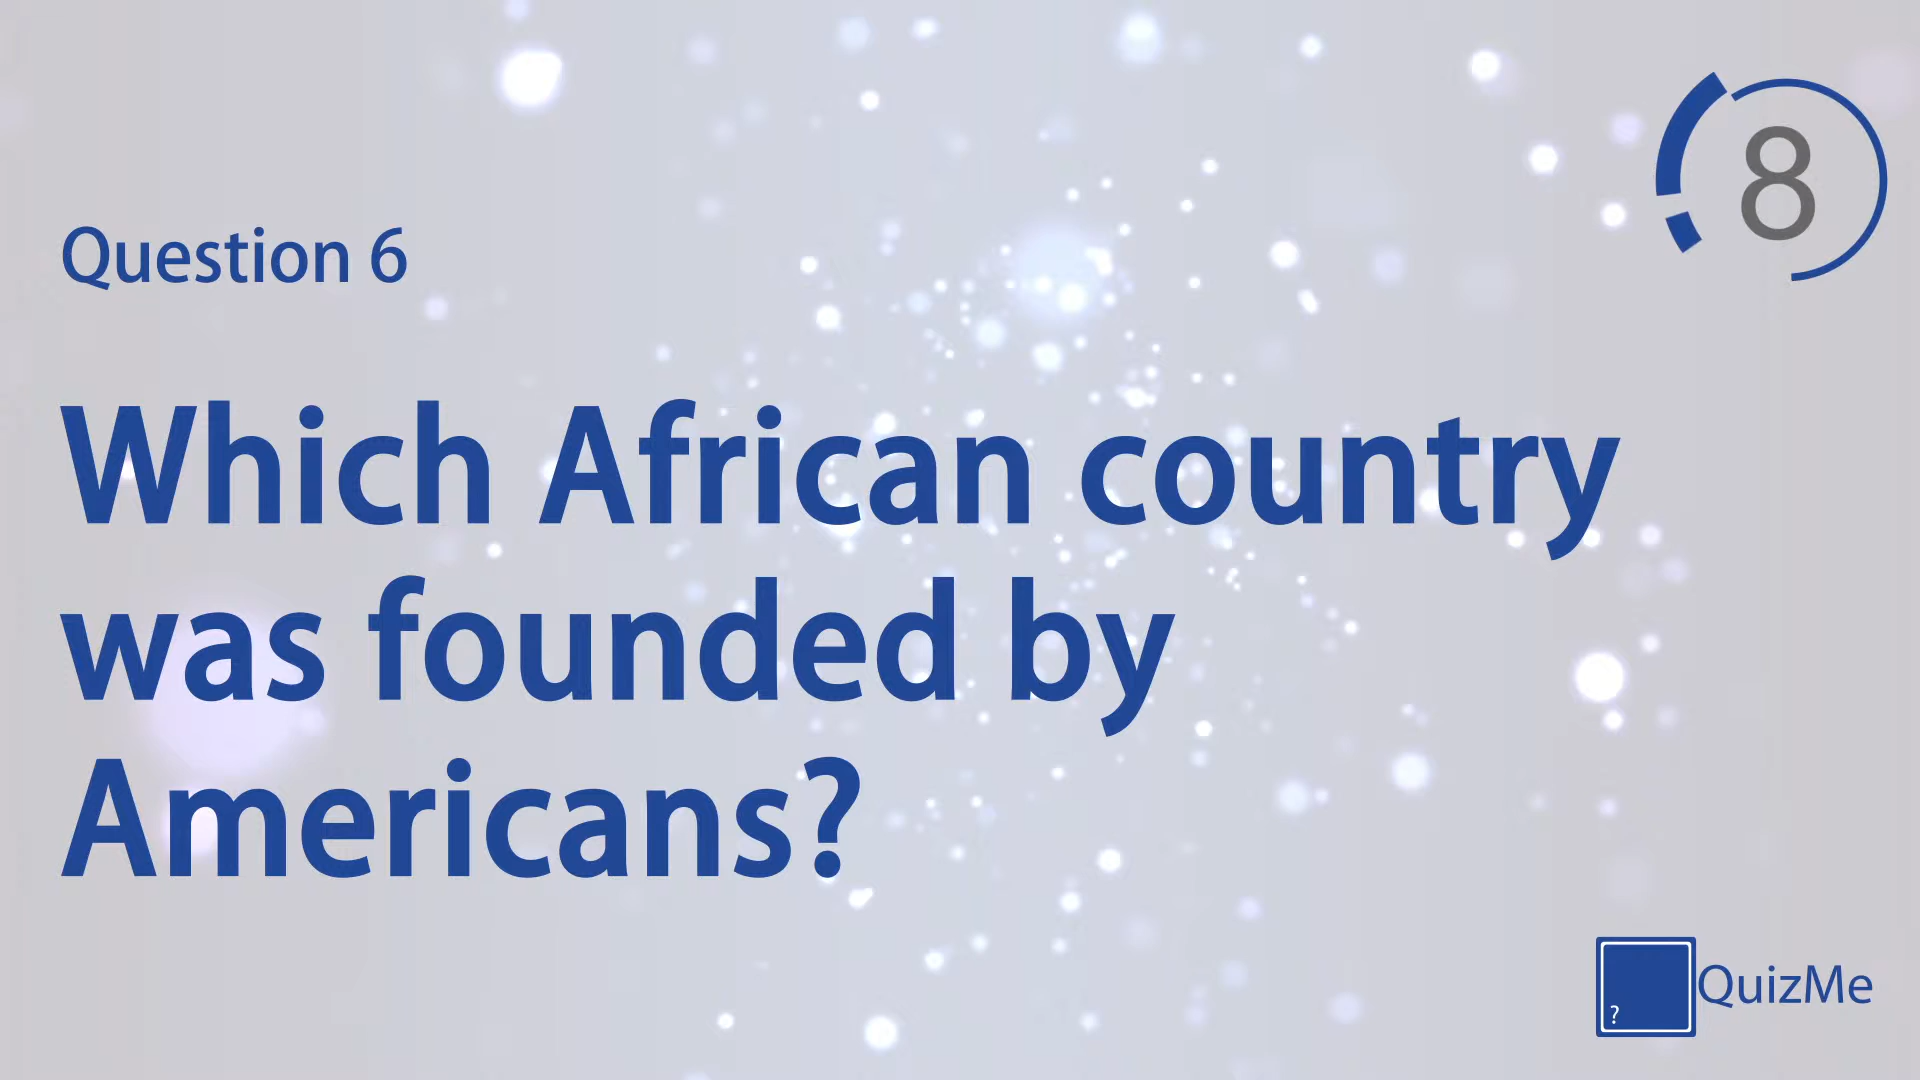 8
Question 6
Which African country
was founded by
Americans?
?
QuizMe